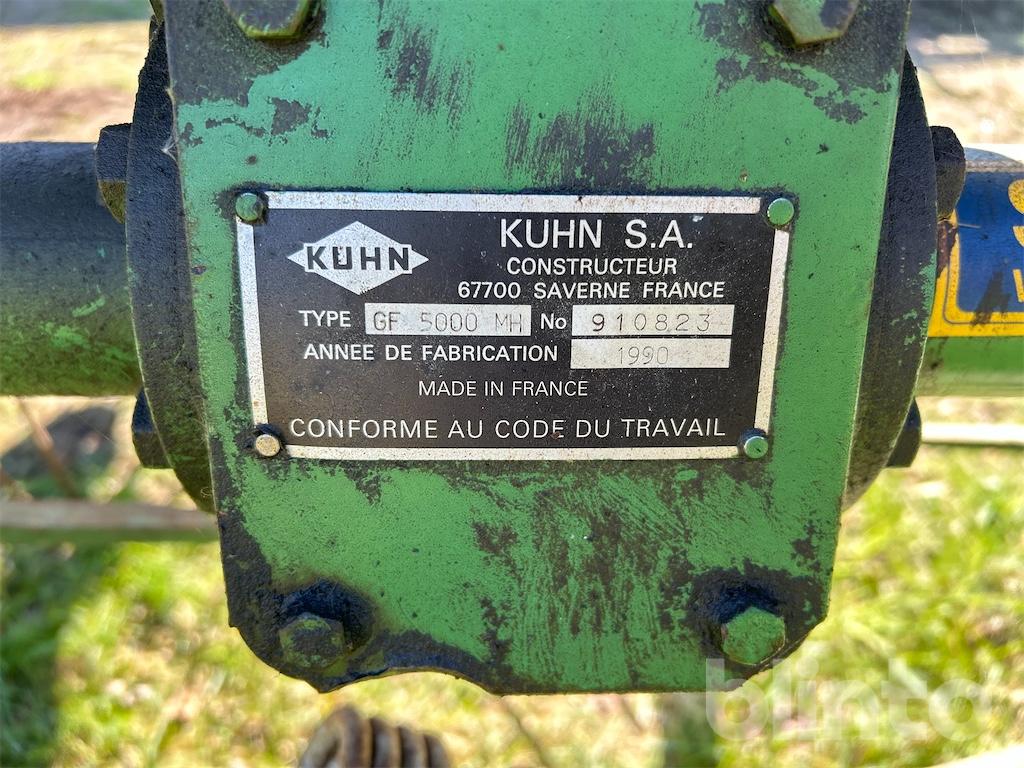 KUHN
KUHN S.A.
CONSTRUCTEUR
67700 SAVERNE FRANCE
TYPE GF 5000 MH No 910823
ANNEE DE FABRICATION 1990
MADE IN FRANCE
CONFORME AU CODE DU TRAVAIL
blinto